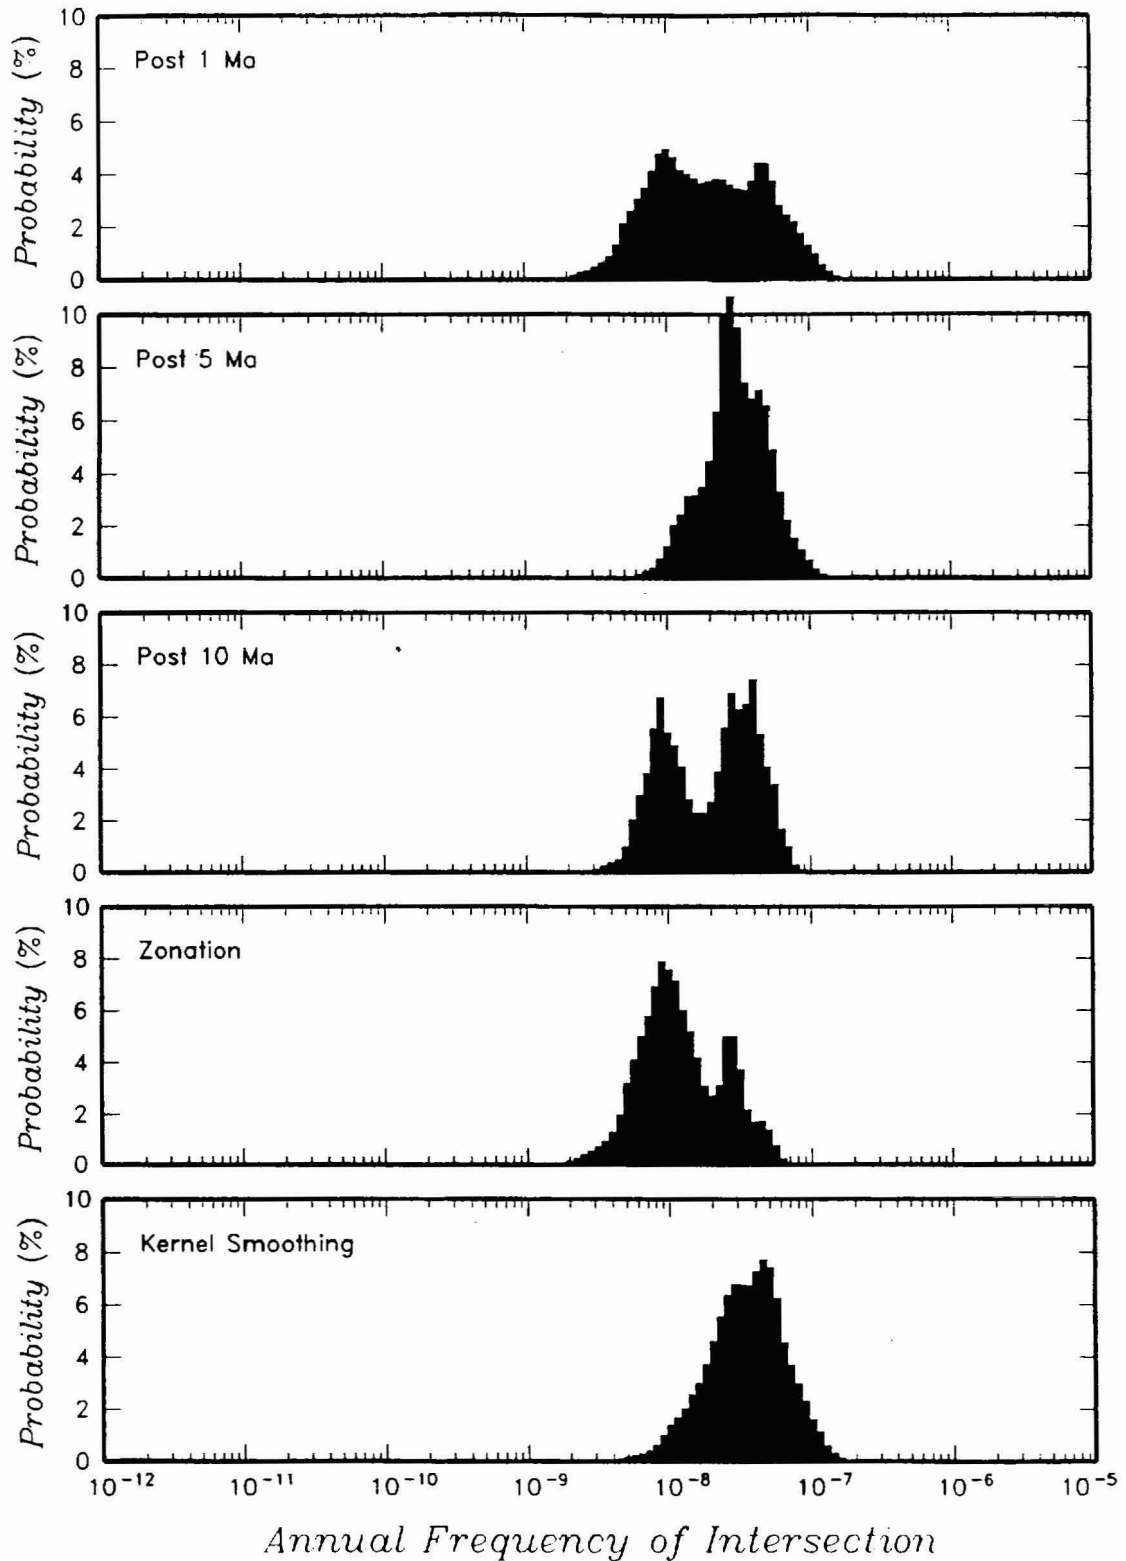 Probability (%)
10
8
6
4
2
0
Post 1 Ma
Probability (%)
10
8
6
4
2
0
Post 5 Ma
Probability (%)
10
8
6
4
2
0
Post 10 Ma
Probability (%)
10
8
6
4
2
0
Zonation
Probability (%)
10
8
6
4
2
0
Kernel Smoothing
10⁻¹² 10⁻¹¹ 10⁻¹⁰ 10⁻⁹ 10⁻⁸ 10⁻⁷ 10⁻⁶ 10⁻⁵
Annual Frequency of Intersection